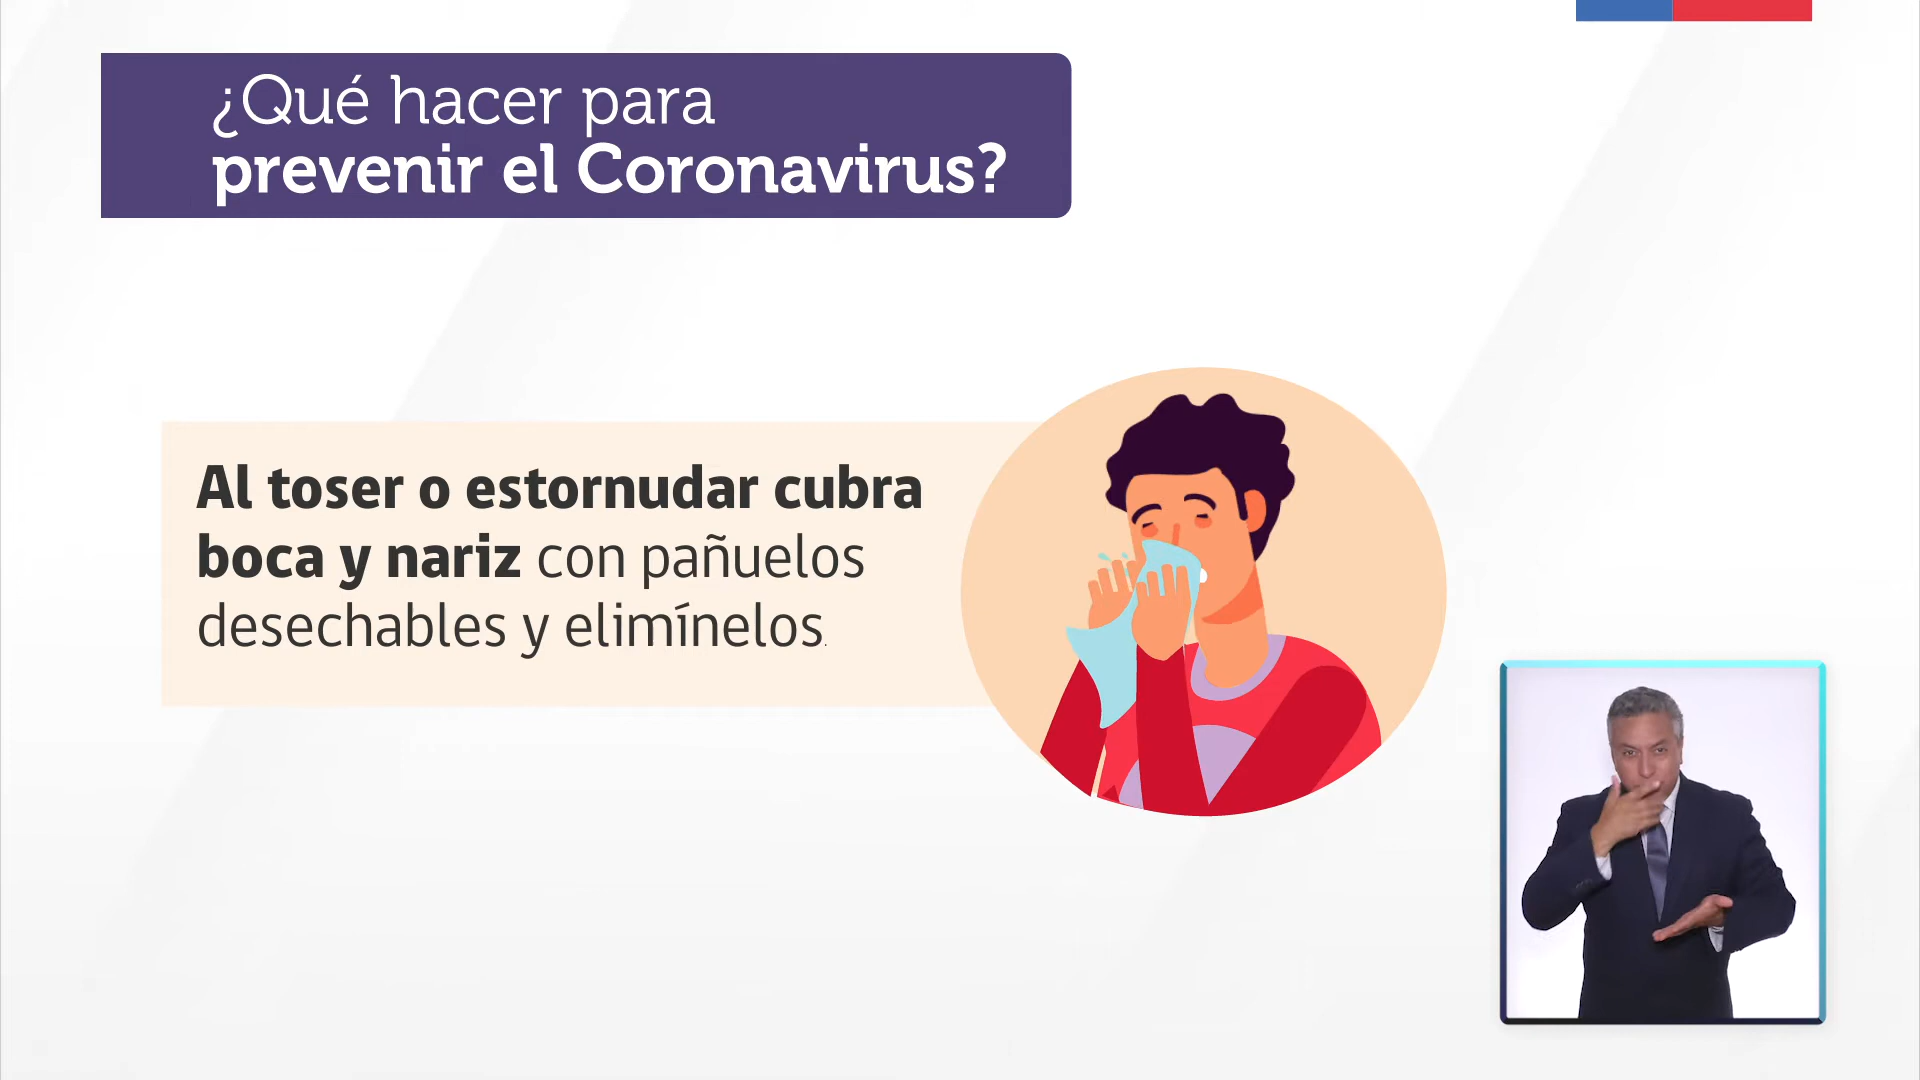 ¿Qué hacer para
prevenir el Coronavirus?
Al toser o estornudar cubra
boca y nariz con pañuelos
desechables y elimínelos.